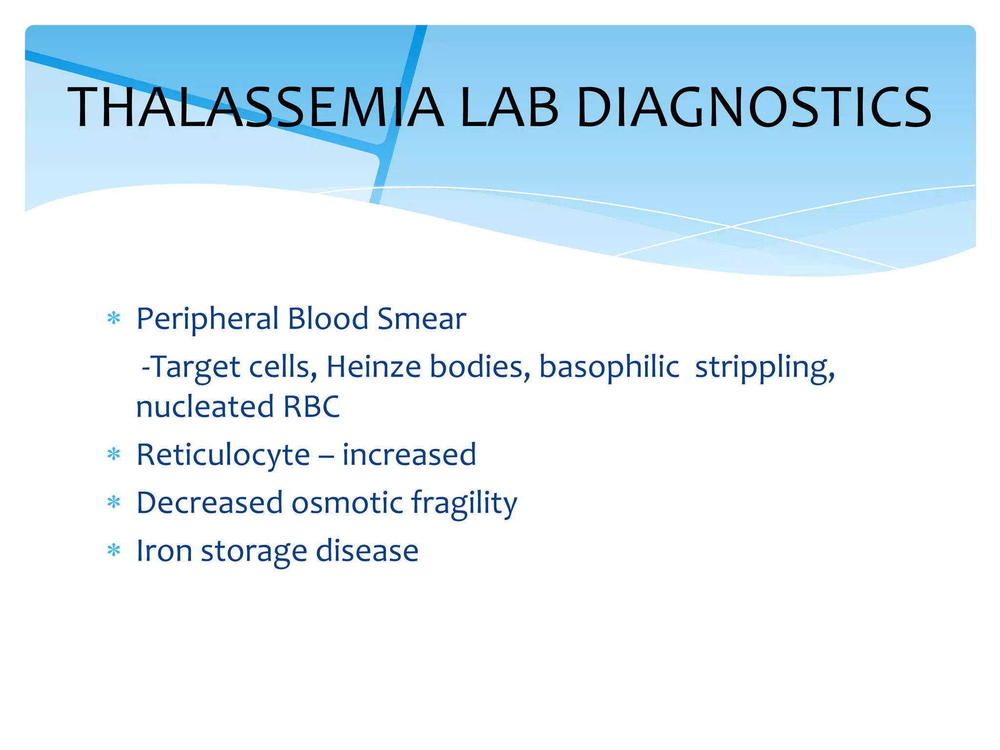 THALASSEMIA LAB DIAGNOSTICS
* Peripheral Blood Smear
-Target cells, Heinze bodies, basophilic strippling,
nucleated RBC
* Reticulocyte – increased
* Decreased osmotic fragility
* Iron storage disease